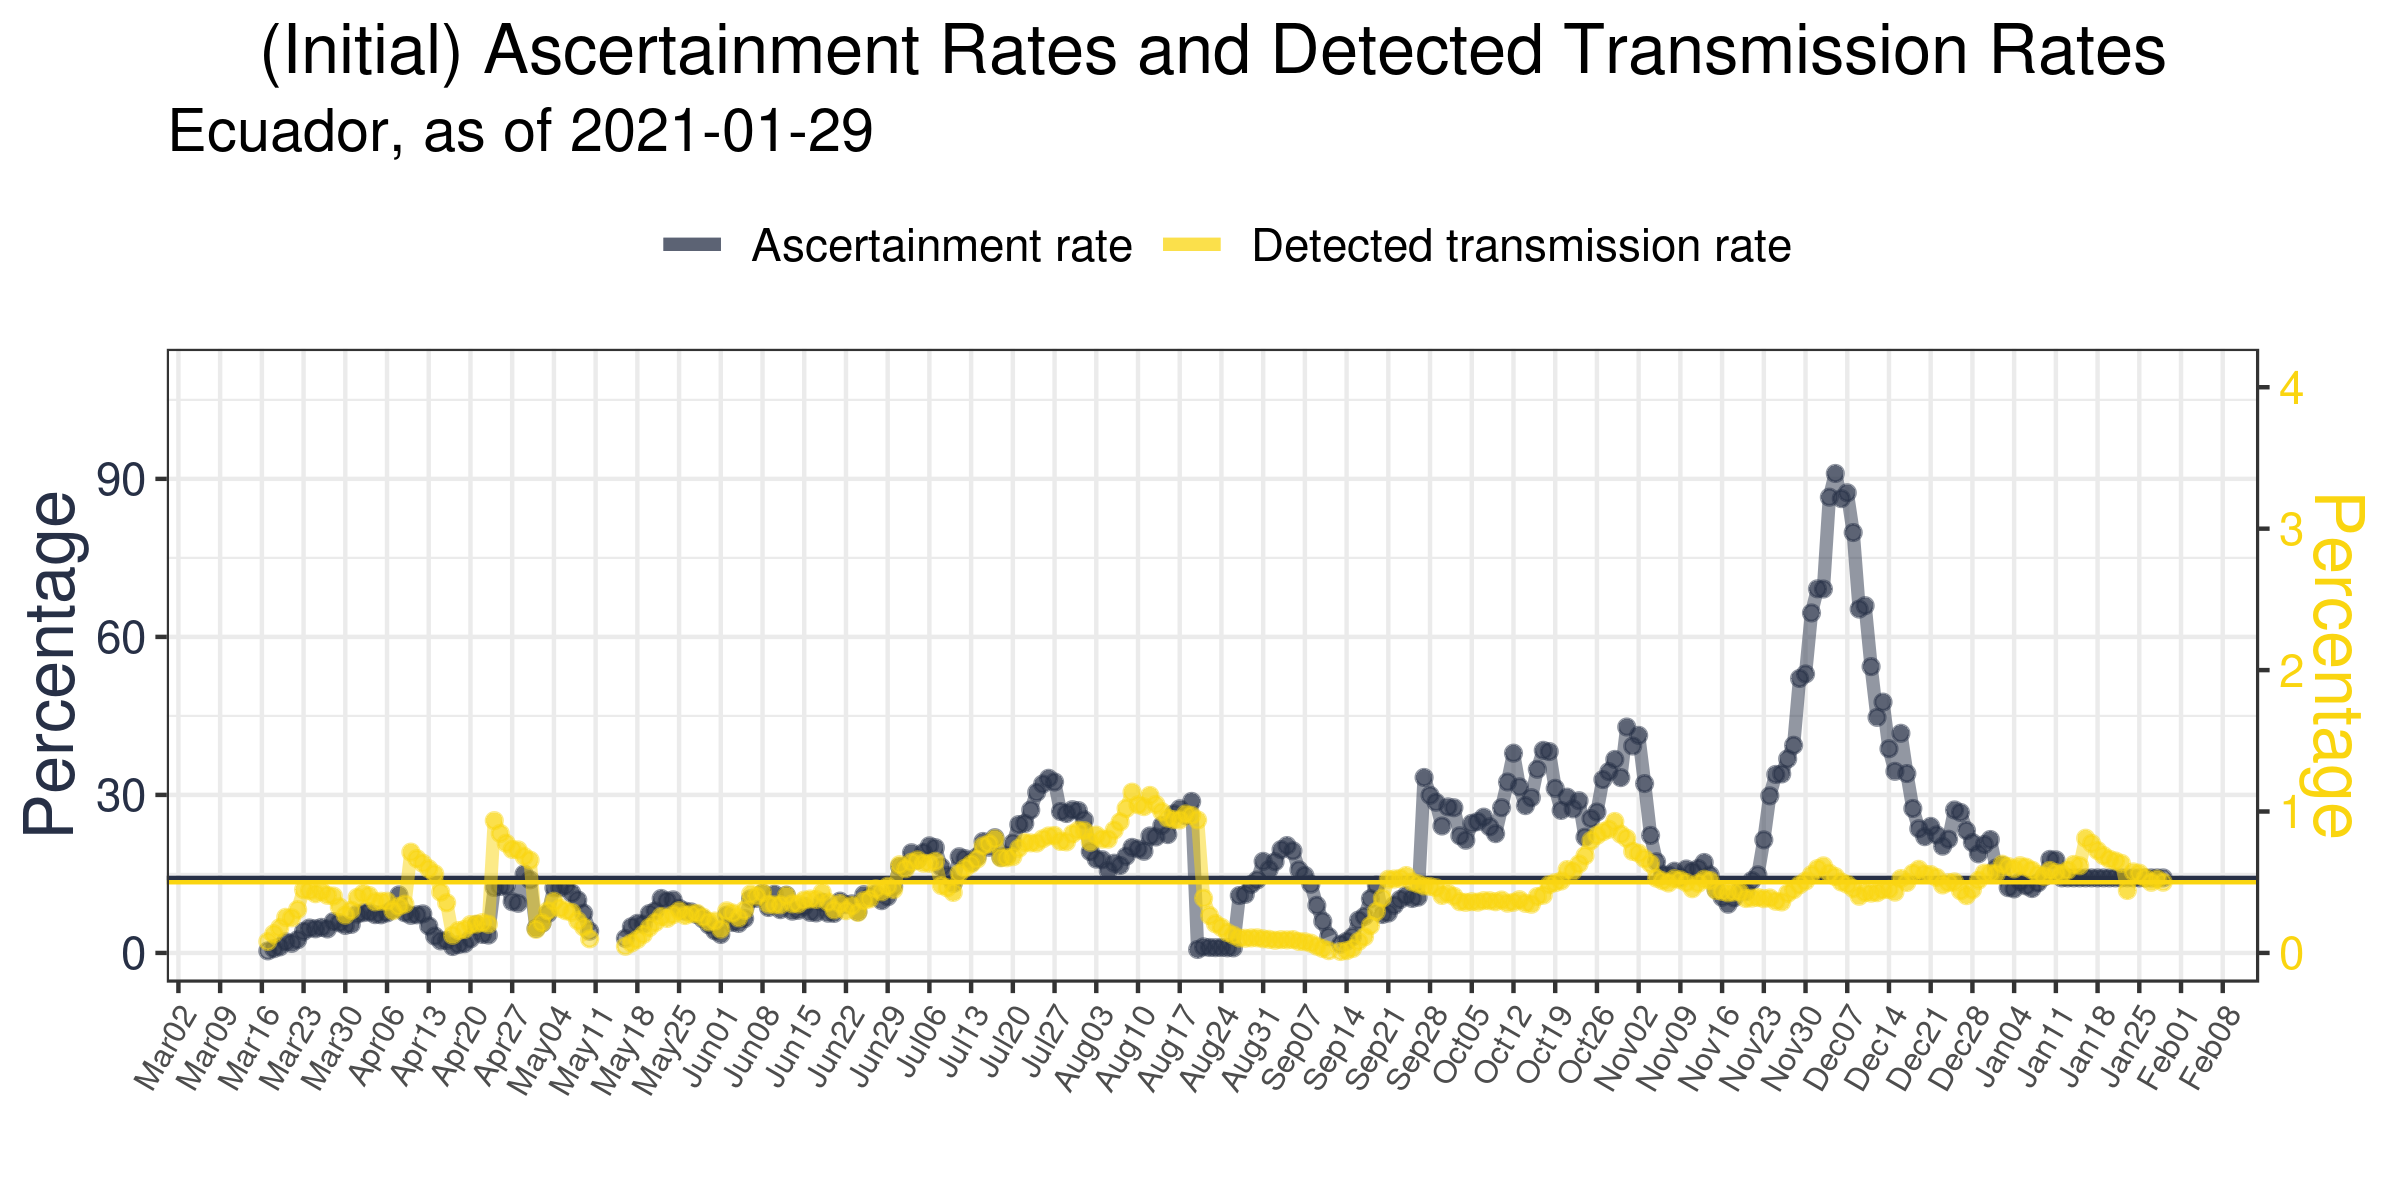 (Initial) Ascertainment Rates and Detected Transmission Rates
Ecuador, as of 2021-01-29
Ascertainment rate
Detected transmission rate
Percentage
90
60
30
0
4
3
2
1
0
Percentage
Mar02
Mar09
Mar16
Mar23
Mar30
Apr06
Apr13
Apr20
Apr27
May04
May11
May18
May25
Jun01
Jun08
Jun15
Jun22
Jun29
Jul06
Jul13
Jul20
Jul27
Aug03
Aug10
Aug17
Aug24
Aug31
Sep07
Sep14
Sep21
Sep28
Oct05
Oct12
Oct19
Oct26
Nov02
Nov09
Nov16
Nov23
Nov30
Dec07
Dec14
Dec21
Dec28
Jan04
Jan11
Jan18
Jan25
Feb01
Feb08